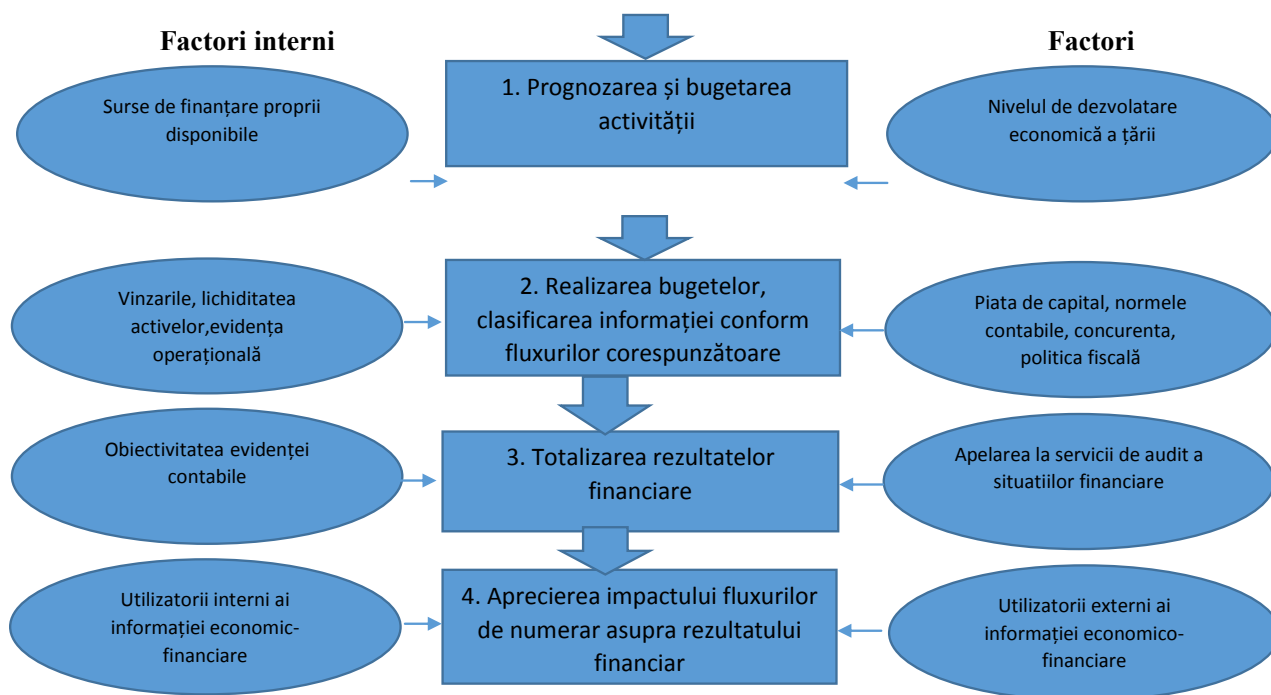 Factori interni
Factori
Surse de finanțare proprii
disponibile
1. Prognozarea și bugetarea
activității
Nivelul de dezvolatare
economică a țării
Vinzarile, lichiditatea
activelor,evidența
operațională
2. Realizarea bugetelor,
clasificarea informației conform
fluxurilor corespunzătoare
Piata de capital, normele
contabile, concurenta,
politica fiscală
Obiectivitatea evidenței
contabile
3. Totalizarea rezultatelor
financiare
Apelarea la servicii de audit a
situatiilor financiare
Utilizatorii interni ai
informației economic-
financiare
4. Aprecierea impactului fluxurilor
de numerar asupra rezultatului
financiar
Utilizatorii externi ai
informației economico-
financiare